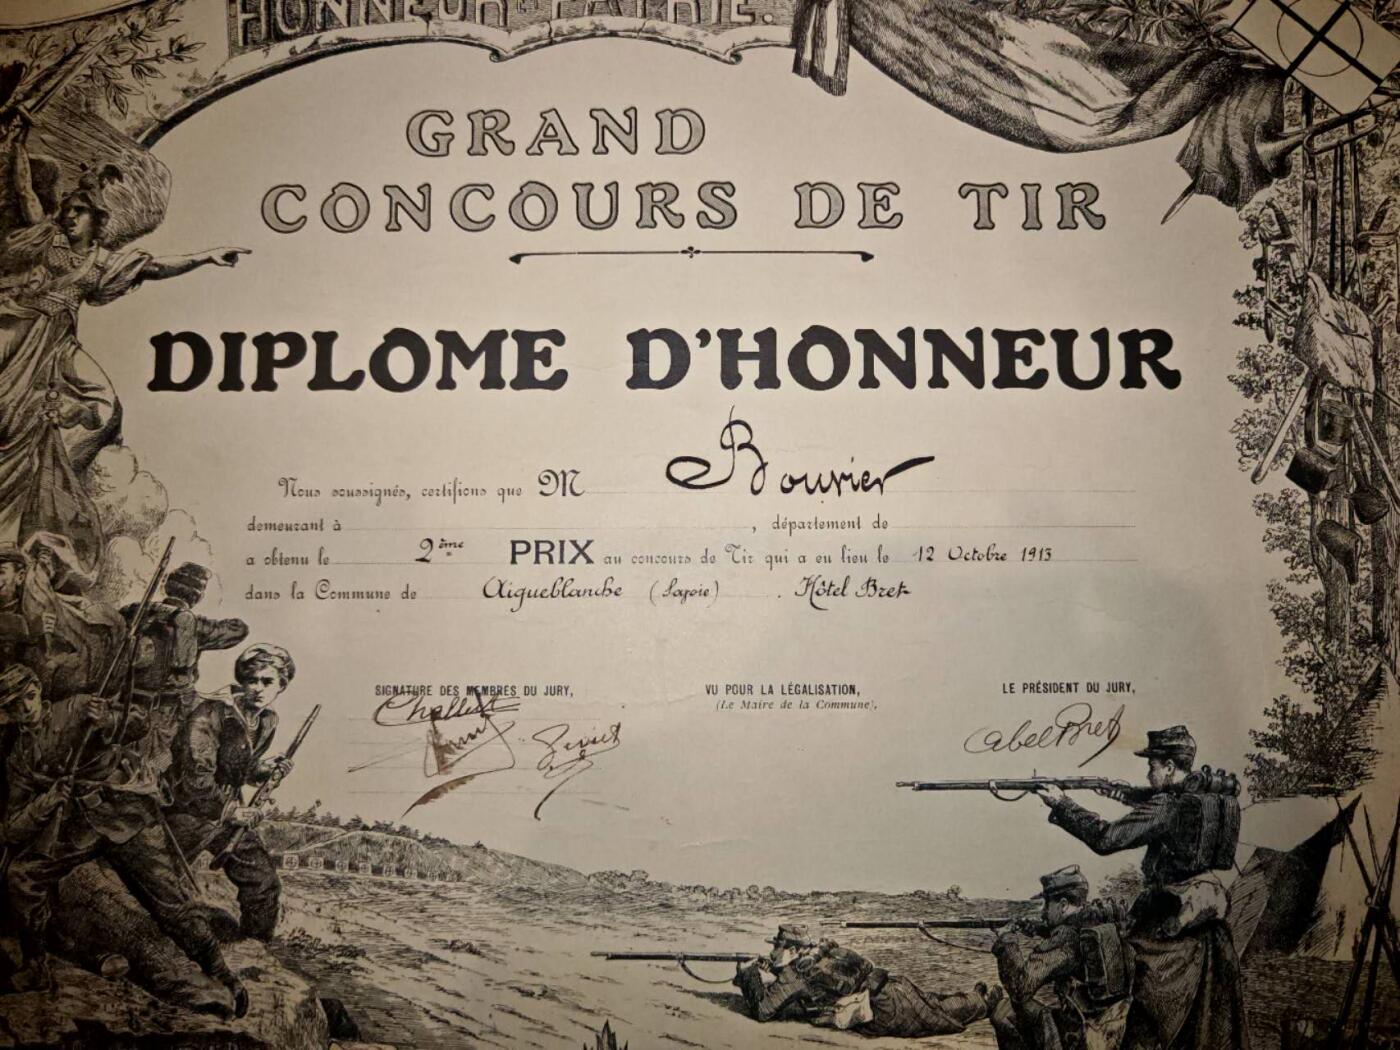 HONNEUR ET PATRIE.
GRAND
CONCOURS DE TIR
DIPLOME D'HONNEUR
Nous soussignés, certifions que M Bouvier
demeurant à , département de
a obtenu le 2ème PRIX au concours de Tir qui a eu lieu le 12 Octobre 1913
dans la Commune de Aigueblanche (Savoie) . Hôtel Bret
SIGNATURE DES MEMBRES DU JURY, VU POUR LA LÉGALISATION, LE PRÉSIDENT DU JURY,
(Le Maire de la Commune),
Abel Bret